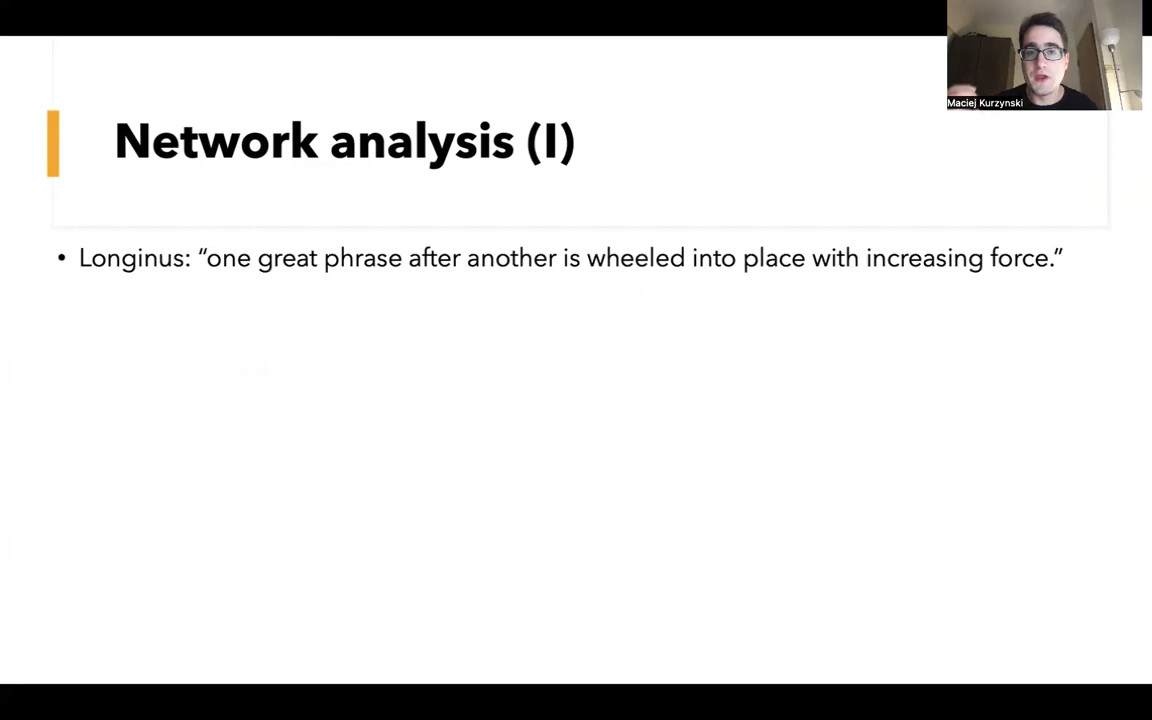 Maciej Kurzynski
Network analysis (I)
• Longinus: “one great phrase after another is wheeled into place with increasing force.”